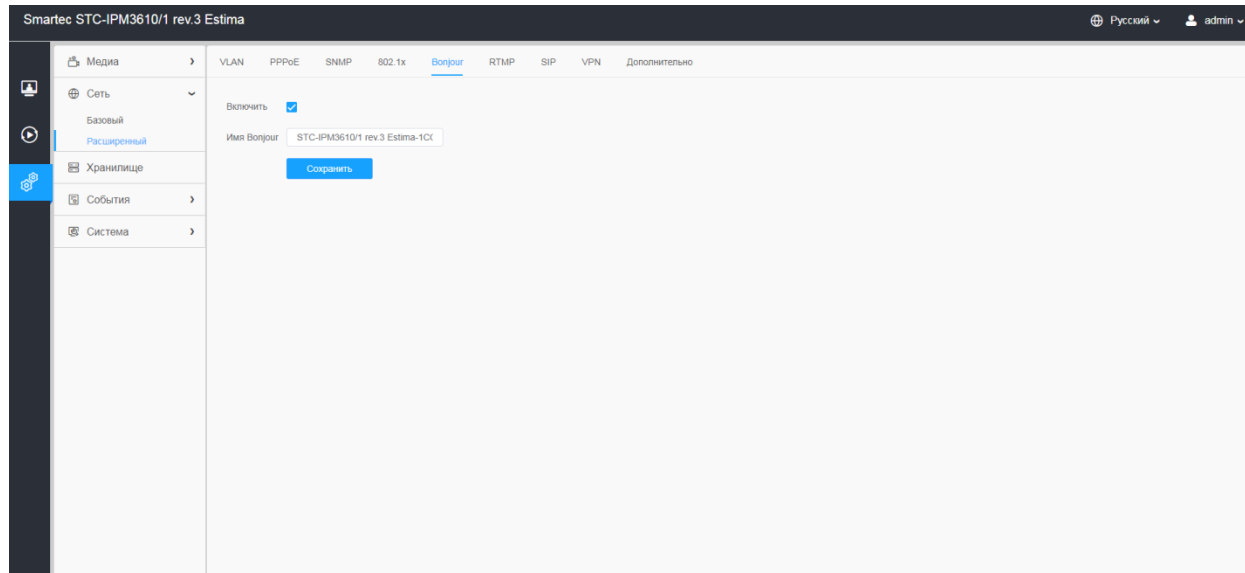 Smartec STC-IPM3610/1 rev.3 Estima
Русский
admin
Медиа
Сеть
Базовый
Расширенный
Хранилище
События
Система
VLAN PPPoE SNMP 802.1x Bonjour RTMP SIP VPN Дополнительно
Включить
Имя Bonjour STC-IPM3610/1 rev.3 Estima-1C
Сохранить